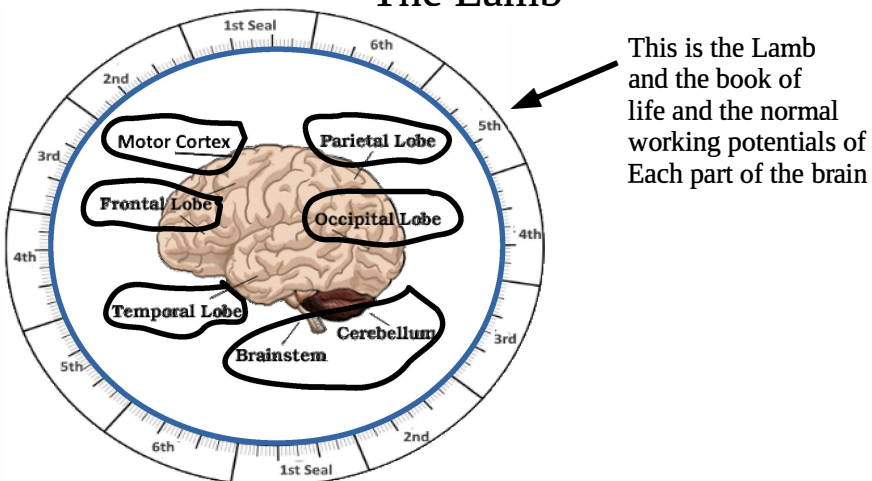 The Lamb
1st Seal
6th
5th
4th
3rd
2nd
1st Seal
6th
5th
4th
3rd
2nd
Motor Cortex
Parietal Lobe
Frontal Lobe
Occipital Lobe
Temporal Lobe
Cerebellum
Brainstem
This is the Lamb
and the book of
life and the normal
working potentials of
Each part of the brain